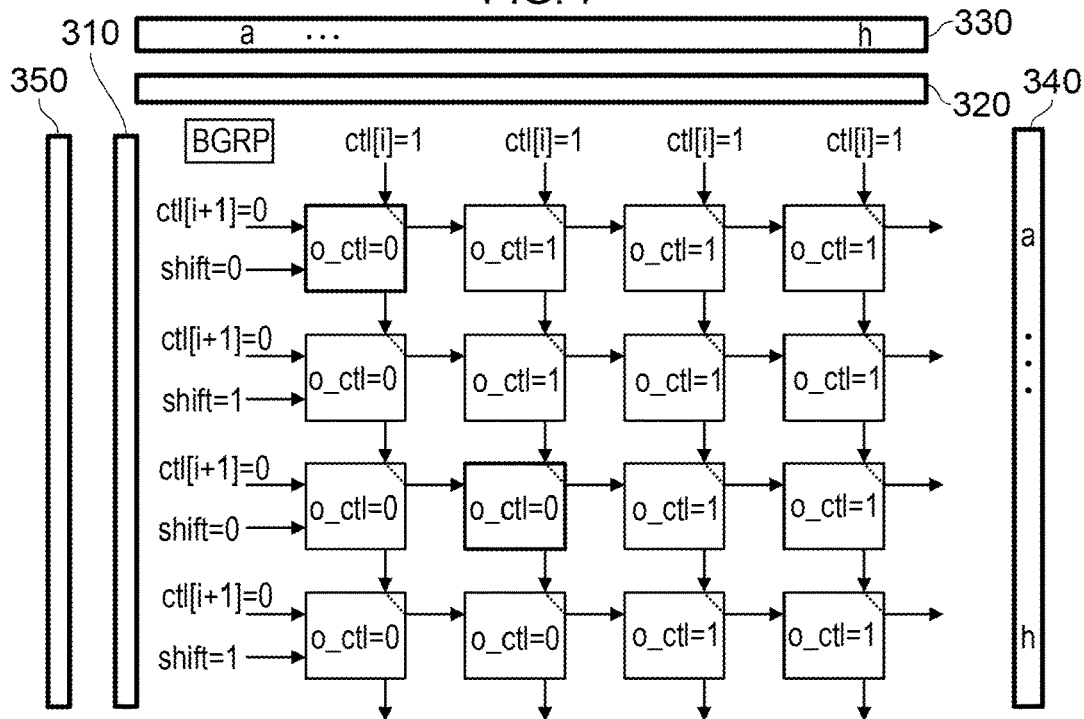 310
a ... h
330
350
320
340
BGRP
ctl[i]=1 ctl[i]=1 ctl[i]=1 ctl[i]=1
ctl[i+1]=0
shift=0
o_ctl=0 o_ctl=1 o_ctl=1 o_ctl=1
a
ctl[i+1]=0
shift=1
o_ctl=0 o_ctl=1 o_ctl=1 o_ctl=1
...
ctl[i+1]=0
shift=0
o_ctl=0 o_ctl=0 o_ctl=1 o_ctl=1
ctl[i+1]=0
shift=1
o_ctl=0 o_ctl=0 o_ctl=1 o_ctl=1
h